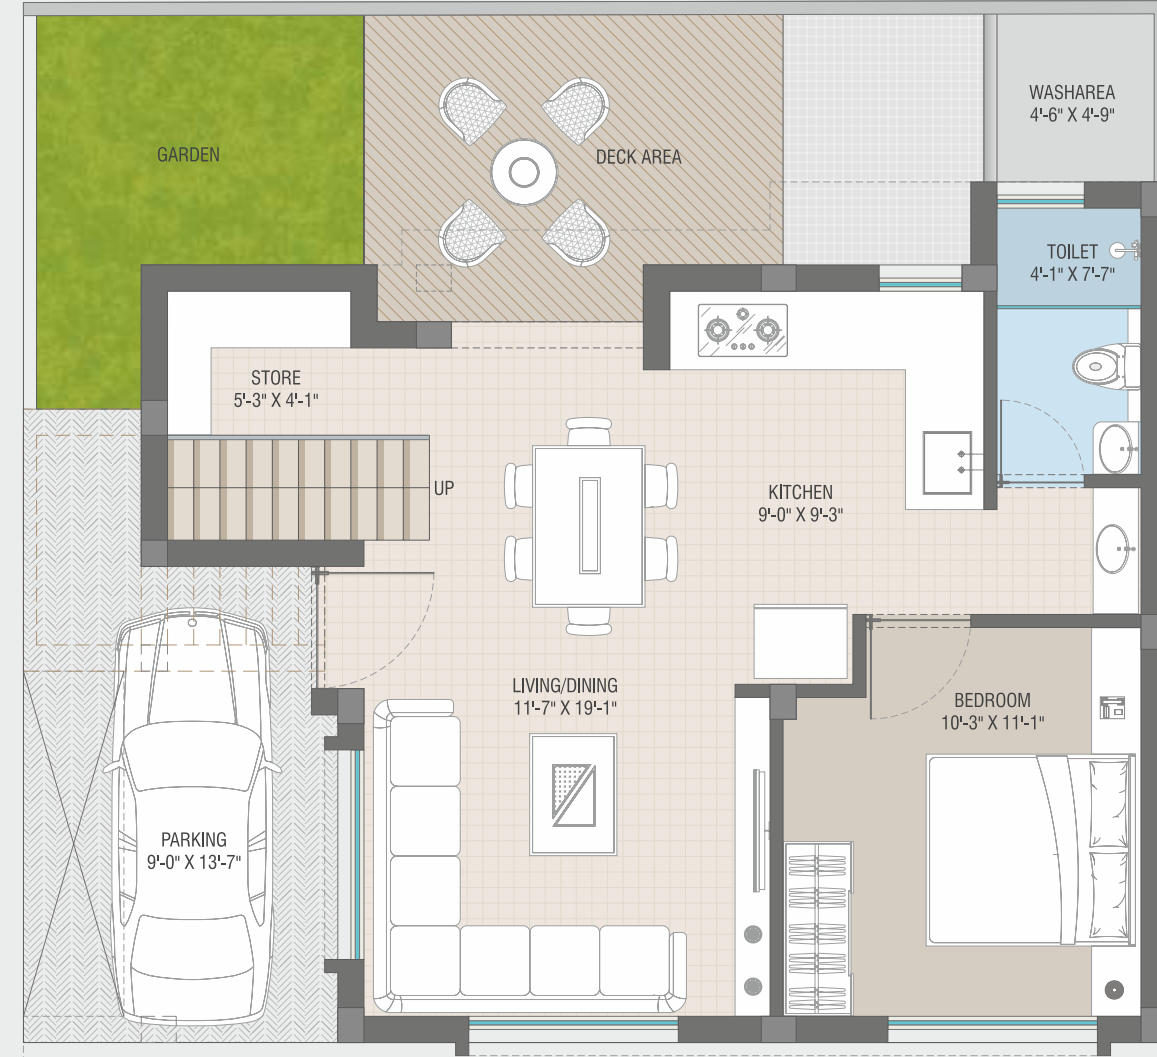 WASHAREA
4'-6" X 4'-9"
GARDEN
DECK AREA
TOILET
4'-1" X 7'-7"
STORE
5'-3" X 4'-1"
UP
KITCHEN
9'-0" X 9'-3"
LIVING/DINING
11'-7" X 19'-1"
BEDROOM
10'-3" X 11'-1"
PARKING
9'-0" X 13'-7"